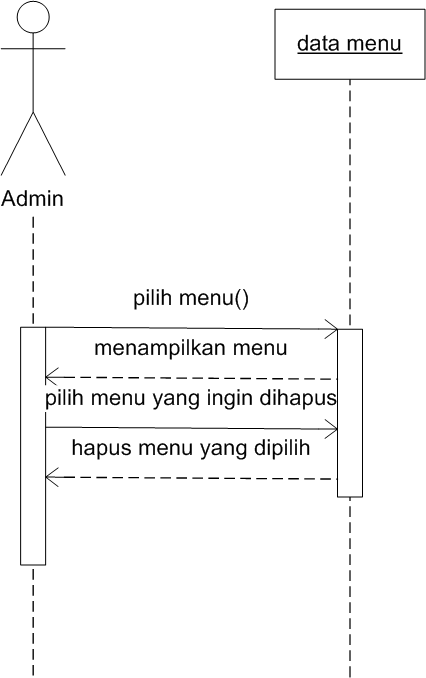 data menu
Admin
pilih menu()
menampilkan menu
pilih menu yang ingin dihapus
hapus menu yang dipilih